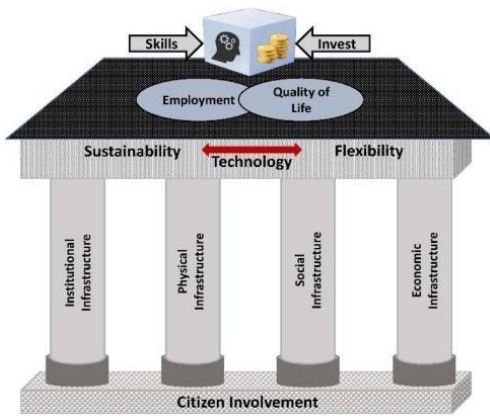 Skills
Invest
Employment
Quality of
Life
Sustainability
Technology
Flexibility
Institutional
Infrastructure
Physical
Infrastructure
Social
Infrastructure
Economic
Infrastructure
Citizen Involvement